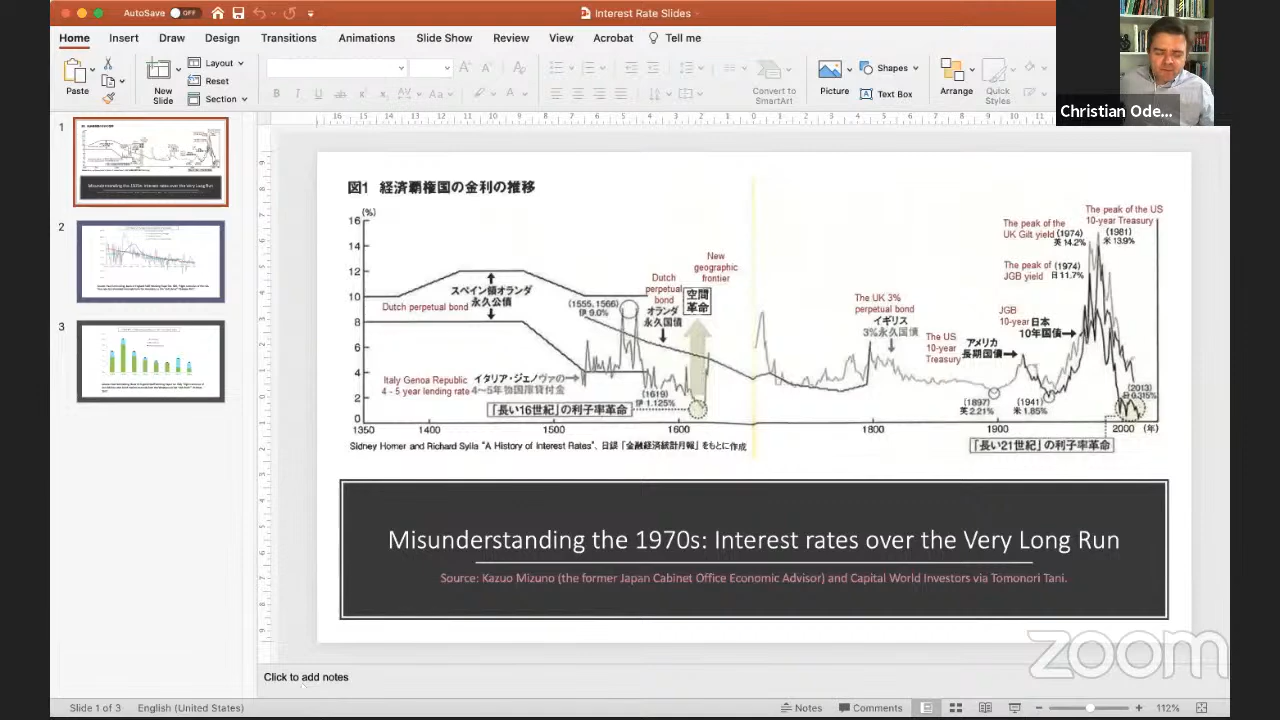 AutoSave OFF
Interest Rate Slides
Home Insert Draw Design Transitions Animations Slide Show Review View Acrobat Tell me
Paste
New Slide
Layout
Reset
Section
Convert to SmartArt
Picture
Shapes
Text Box
Arrange
Quick Styles
Christian Ode...
1
2
3
図1 経済覇権国の金利の推移
(%)
16
14
12
10
8
6
4
2
0
1350 1400 1500 1600 1800 1900 2000 (年)
Dutch perpetual bond
スペイン領オランダ
永久公債
(1555, 1566)
伊 9.0%
Dutch
perpetual
bond
オランダ
永久国債
New
geographic
frontier
空間
革命
Italy Genoa Republic
4 - 5 year lending rate
イタリア・ジェノヴァの
(1619)
伊 1.125%
「長い16世紀」の利子率革命
The UK 3%
perpetual bond
イギリス
3%永久国債
The US
10-year
Treasury
アメリカ
長期国債
JGB
10-year
日本
10年国債
The peak of the
UK Gilt yield
(1974)
英 14.2%
The peak of
JGB yield
(1974)
日 11.7%
The peak of the US
10-year Treasury
(1981)
米 13.9%
(1897)
英 2.21%
(1941)
米 1.85%
(2013)
日 0.315%
「長い21世紀」の利子率革命
Sidney Homer and Richard Sylla "A History of Interest Rates"、日銀「金融経済統計月報」をもとに作成
Misunderstanding the 1970s: Interest rates over the Very Long Run
Source: Kazuo Mizuno (the former Japan Cabinet Office Economic Advisor) and Capital World Investors via Tomonori Tani.
zoom
Click to add notes
Slide 1 of 3 English (United States)
Notes Comments 112%